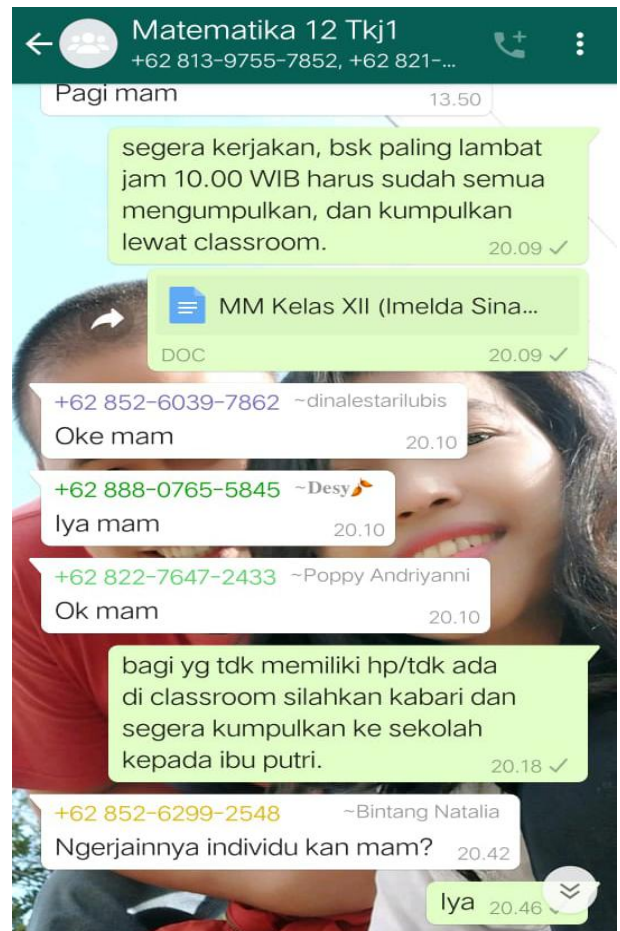 Matematika 12 Tkj1
+62 813-9755-7852, +62 821-...
Pagi mam
13.50
segera kerjakan, bsk paling lambat
jam 10.00 WIB harus sudah semua
mengumpulkan, dan kumpulkan
lewat classroom.
20.09
MM Kelas XII (Imelda Sina...
DOC 20.09
+62 852-6039-7862 ~dinalestarilubis
Oke mam
20.10
+62 888-0765-5845 ~Desy
Iya mam
20.10
+62 822-7647-2433 ~Poppy Andriyanni
Ok mam
20.10
bagi yg tdk memiliki hp/tdk ada
di classroom silahkan kabari dan
segera kumpulkan ke sekolah
kepada ibu putri.
20.18
+62 852-6299-2548 ~Bintang Natalia
Ngerjainnya individu kan mam? 20.42
Iya 20.46